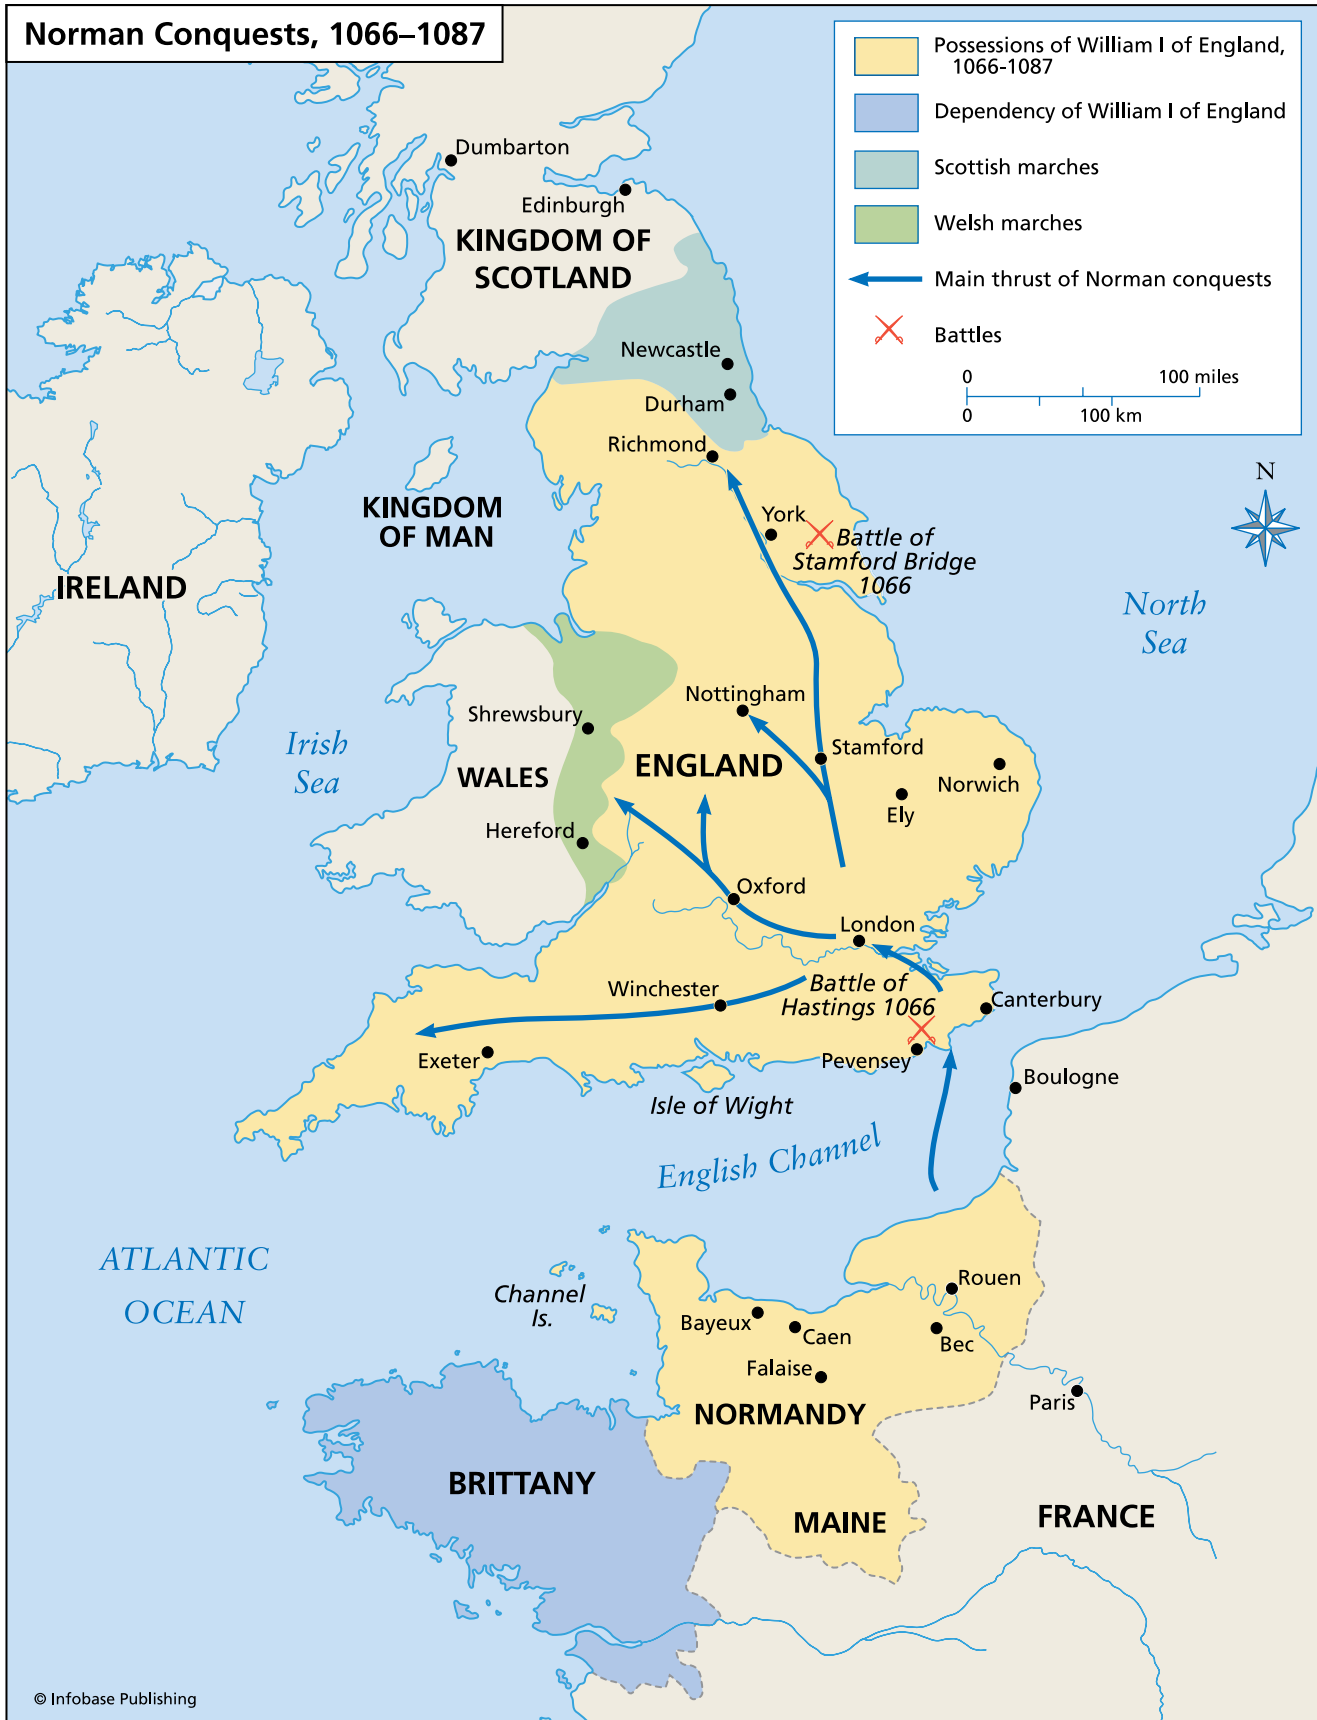 Norman Conquests, 1066–1087
Possessions of William I of England,
1066-1087
Dependency of William I of England
Scottish marches
Welsh marches
Main thrust of Norman conquests
Battles
0 100 miles
0 100 km
N
Dumbarton
Edinburgh
KINGDOM OF
SCOTLAND
Newcastle
Durham
Richmond
KINGDOM
OF MAN
York
Battle of
Stamford Bridge
1066
IRELAND
North
Sea
Nottingham
Shrewsbury
Irish
Sea
WALES
ENGLAND
Stamford
Norwich
Ely
Hereford
Oxford
London
Battle of
Hastings 1066
Winchester
Canterbury
Exeter
Pevensey
Boulogne
Isle of Wight
English Channel
ATLANTIC
OCEAN
Channel
Is.
Rouen
Bayeux
Caen
Bec
Falaise
Paris
NORMANDY
BRITTANY
MAINE
FRANCE
© Infobase Publishing